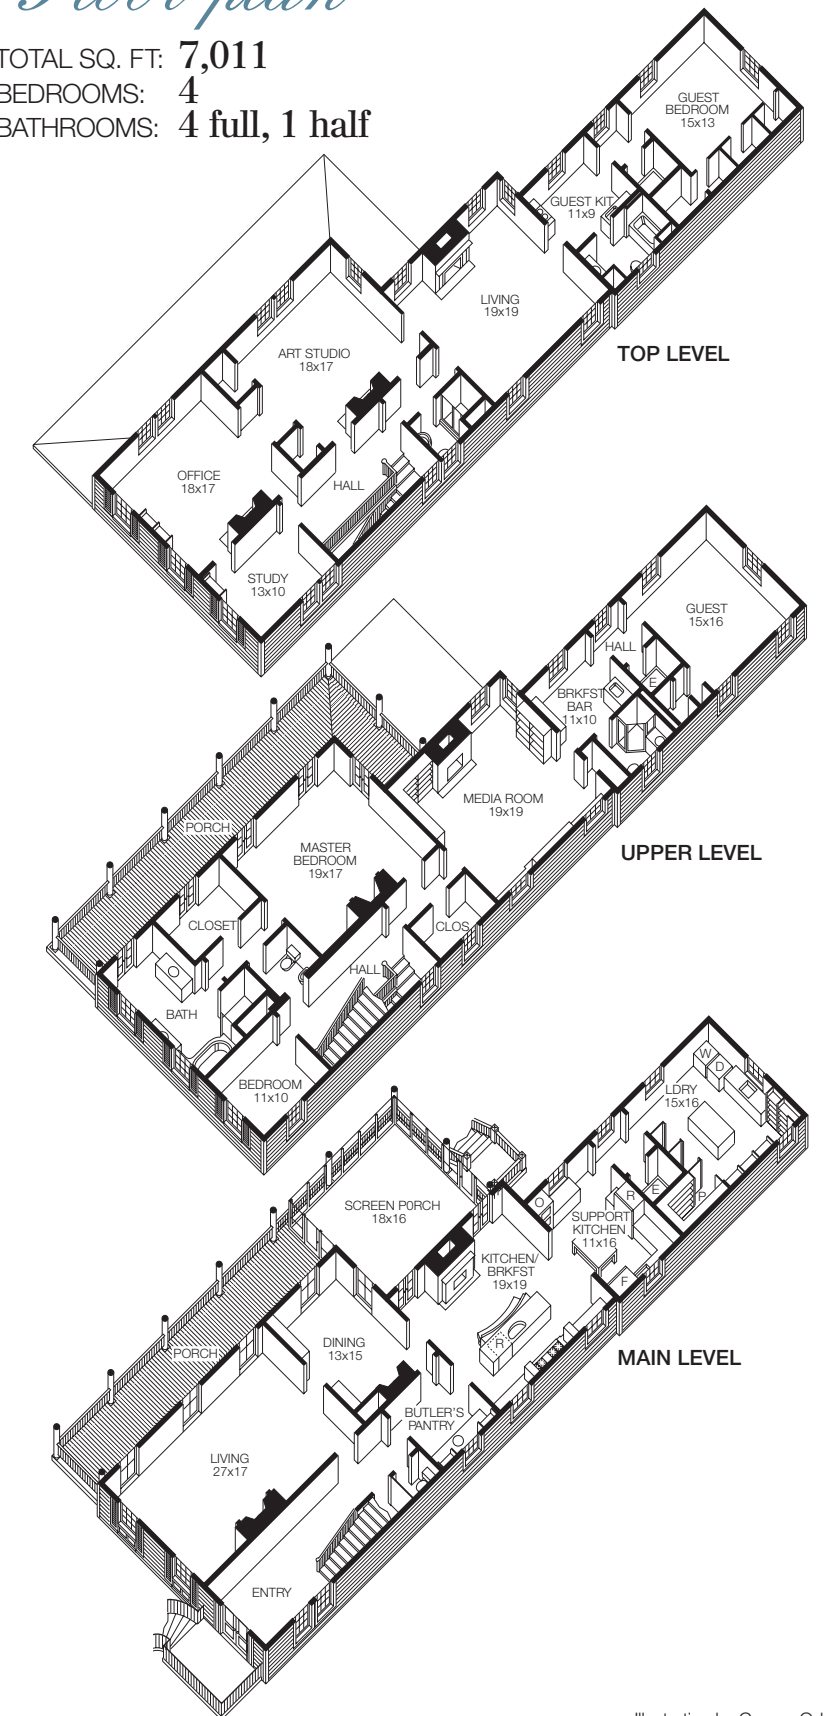 Floor plan
TOTAL SQ. FT: 7,011
BEDROOMS: 4
BATHROOMS: 4 full, 1 half
GUEST
BEDROOM
15x13
GUEST KIT
11x9
LIVING
19x19
TOP LEVEL
ART STUDIO
18x17
OFFICE
18x17
HALL
STUDY
13x10
GUEST
15x16
HALL
E
BRKFST
BAR
11x10
MEDIA ROOM
19x19
UPPER LEVEL
PORCH
MASTER
BEDROOM
19x17
CLOSET
CLOS
HALL
BATH
BEDROOM
11x10
W
D
LDRY
15x16
SCREEN PORCH
18x16
O
R
E
P
SUPPORT
KITCHEN
11x16
F
KITCHEN/
BRKFST
19x19
R
MAIN LEVEL
PORCH
DINING
13x15
BUTLER'S
PANTRY
LIVING
27x17
ENTRY